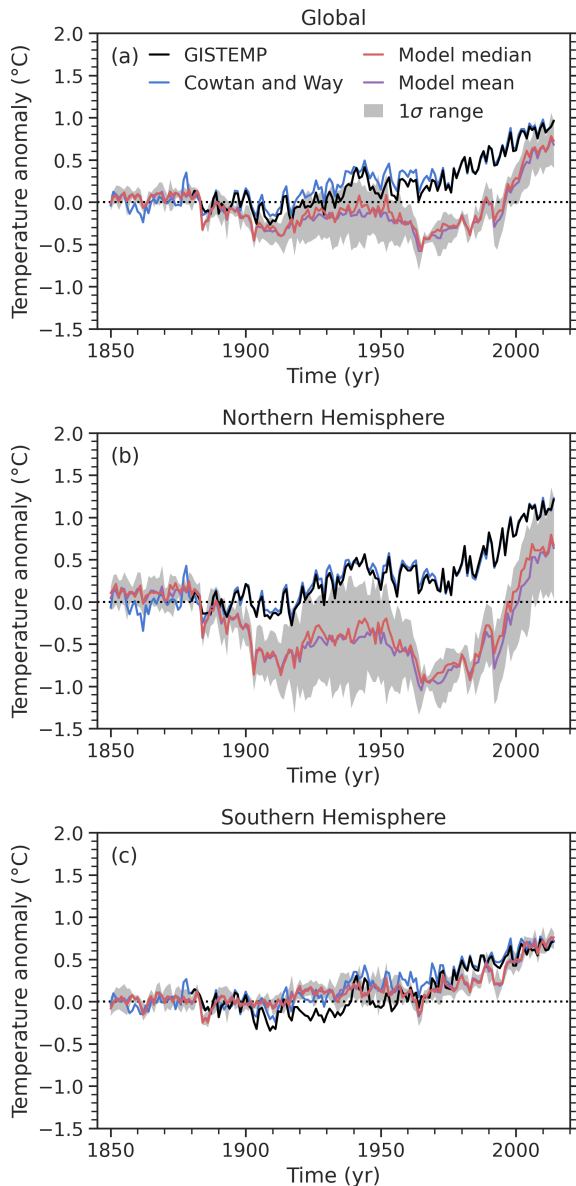 Global
Temperature anomaly (°C)
2.0
1.5
1.0
0.5
0.0
−0.5
−1.0
−1.5
(a)
GISTEMP
Cowtan and Way
Model median
Model mean
1σ range
1850
1900
1950
2000
Time (yr)
Northern Hemisphere
Temperature anomaly (°C)
2.0
1.5
1.0
0.5
0.0
−0.5
−1.0
−1.5
(b)
1850
1900
1950
2000
Time (yr)
Southern Hemisphere
Temperature anomaly (°C)
2.0
1.5
1.0
0.5
0.0
−0.5
−1.0
−1.5
(c)
1850
1900
1950
2000
Time (yr)